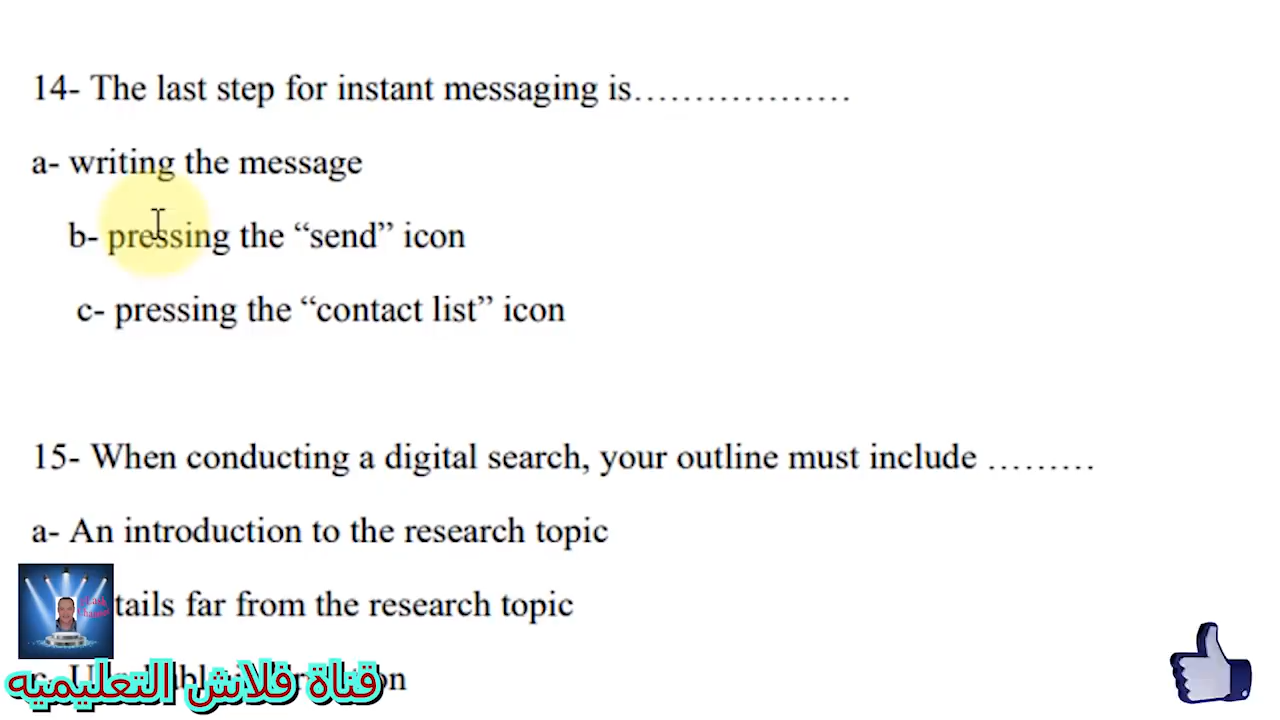 14- The last step for instant messaging is..................
a- writing the message
b- pressing the “send” icon
c- pressing the “contact list” icon
15- When conducting a digital search, your outline must include .........
a- An introduction to the research topic
tails far from the research topic
قناة فلاش التعليميه